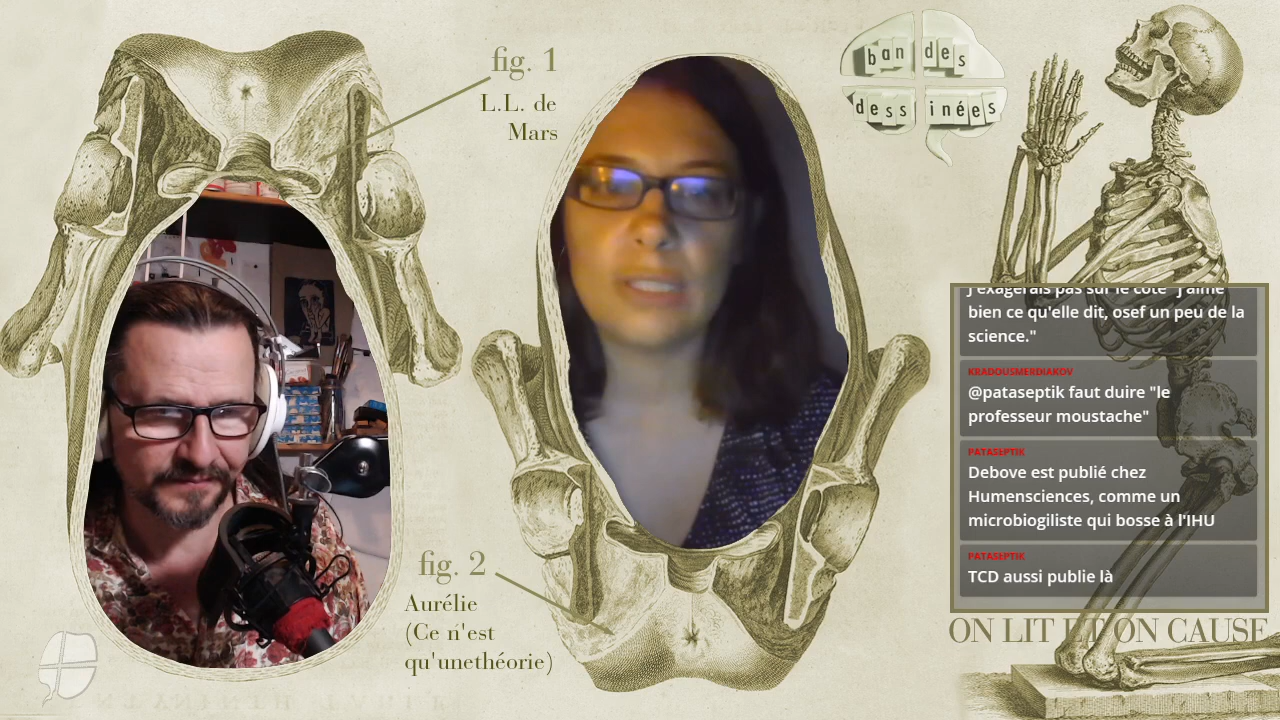 fig. 1
L.L. de
Mars
ban des
dess inées
J'exagérais pas sur le côté "j'aime
bien ce qu'elle dit, osef un peu de la
science."
KRADOUSMERDIAKOV
@pataseptik faut duire "le
professeur moustache"
PATASEPTIK
Debove est publié chez
Humensciences, comme un
microbiogiliste qui bosse à l'IHU
PATASEPTIK
TCD aussi publie là
fig. 2
Aurélie
(Ce n'est
qu'unethéorie)
ON LIT ET ON CAUSE